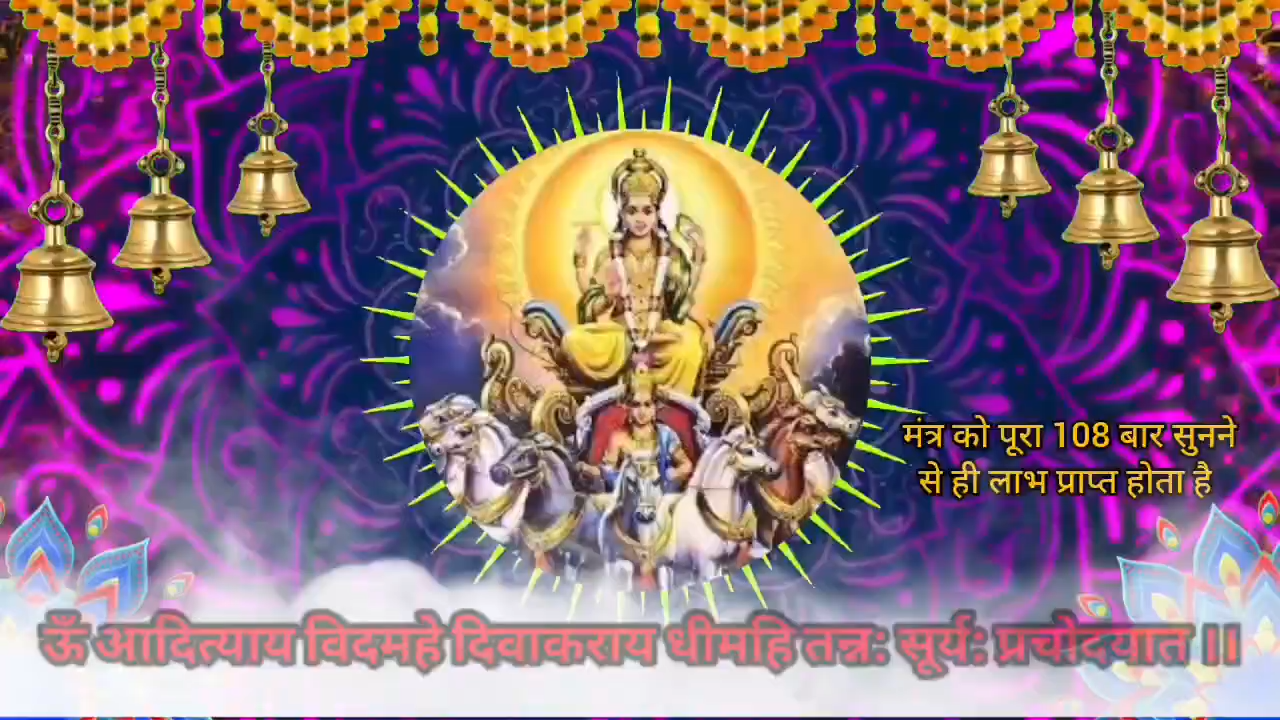 मंत्र को पूरा 108 बार सुनने
से ही लाभ प्राप्त होता है
ऊँ आदित्याय विदमहे दिवाकराय धीमहि तन्न: सूर्य: प्रचोदयात ।।